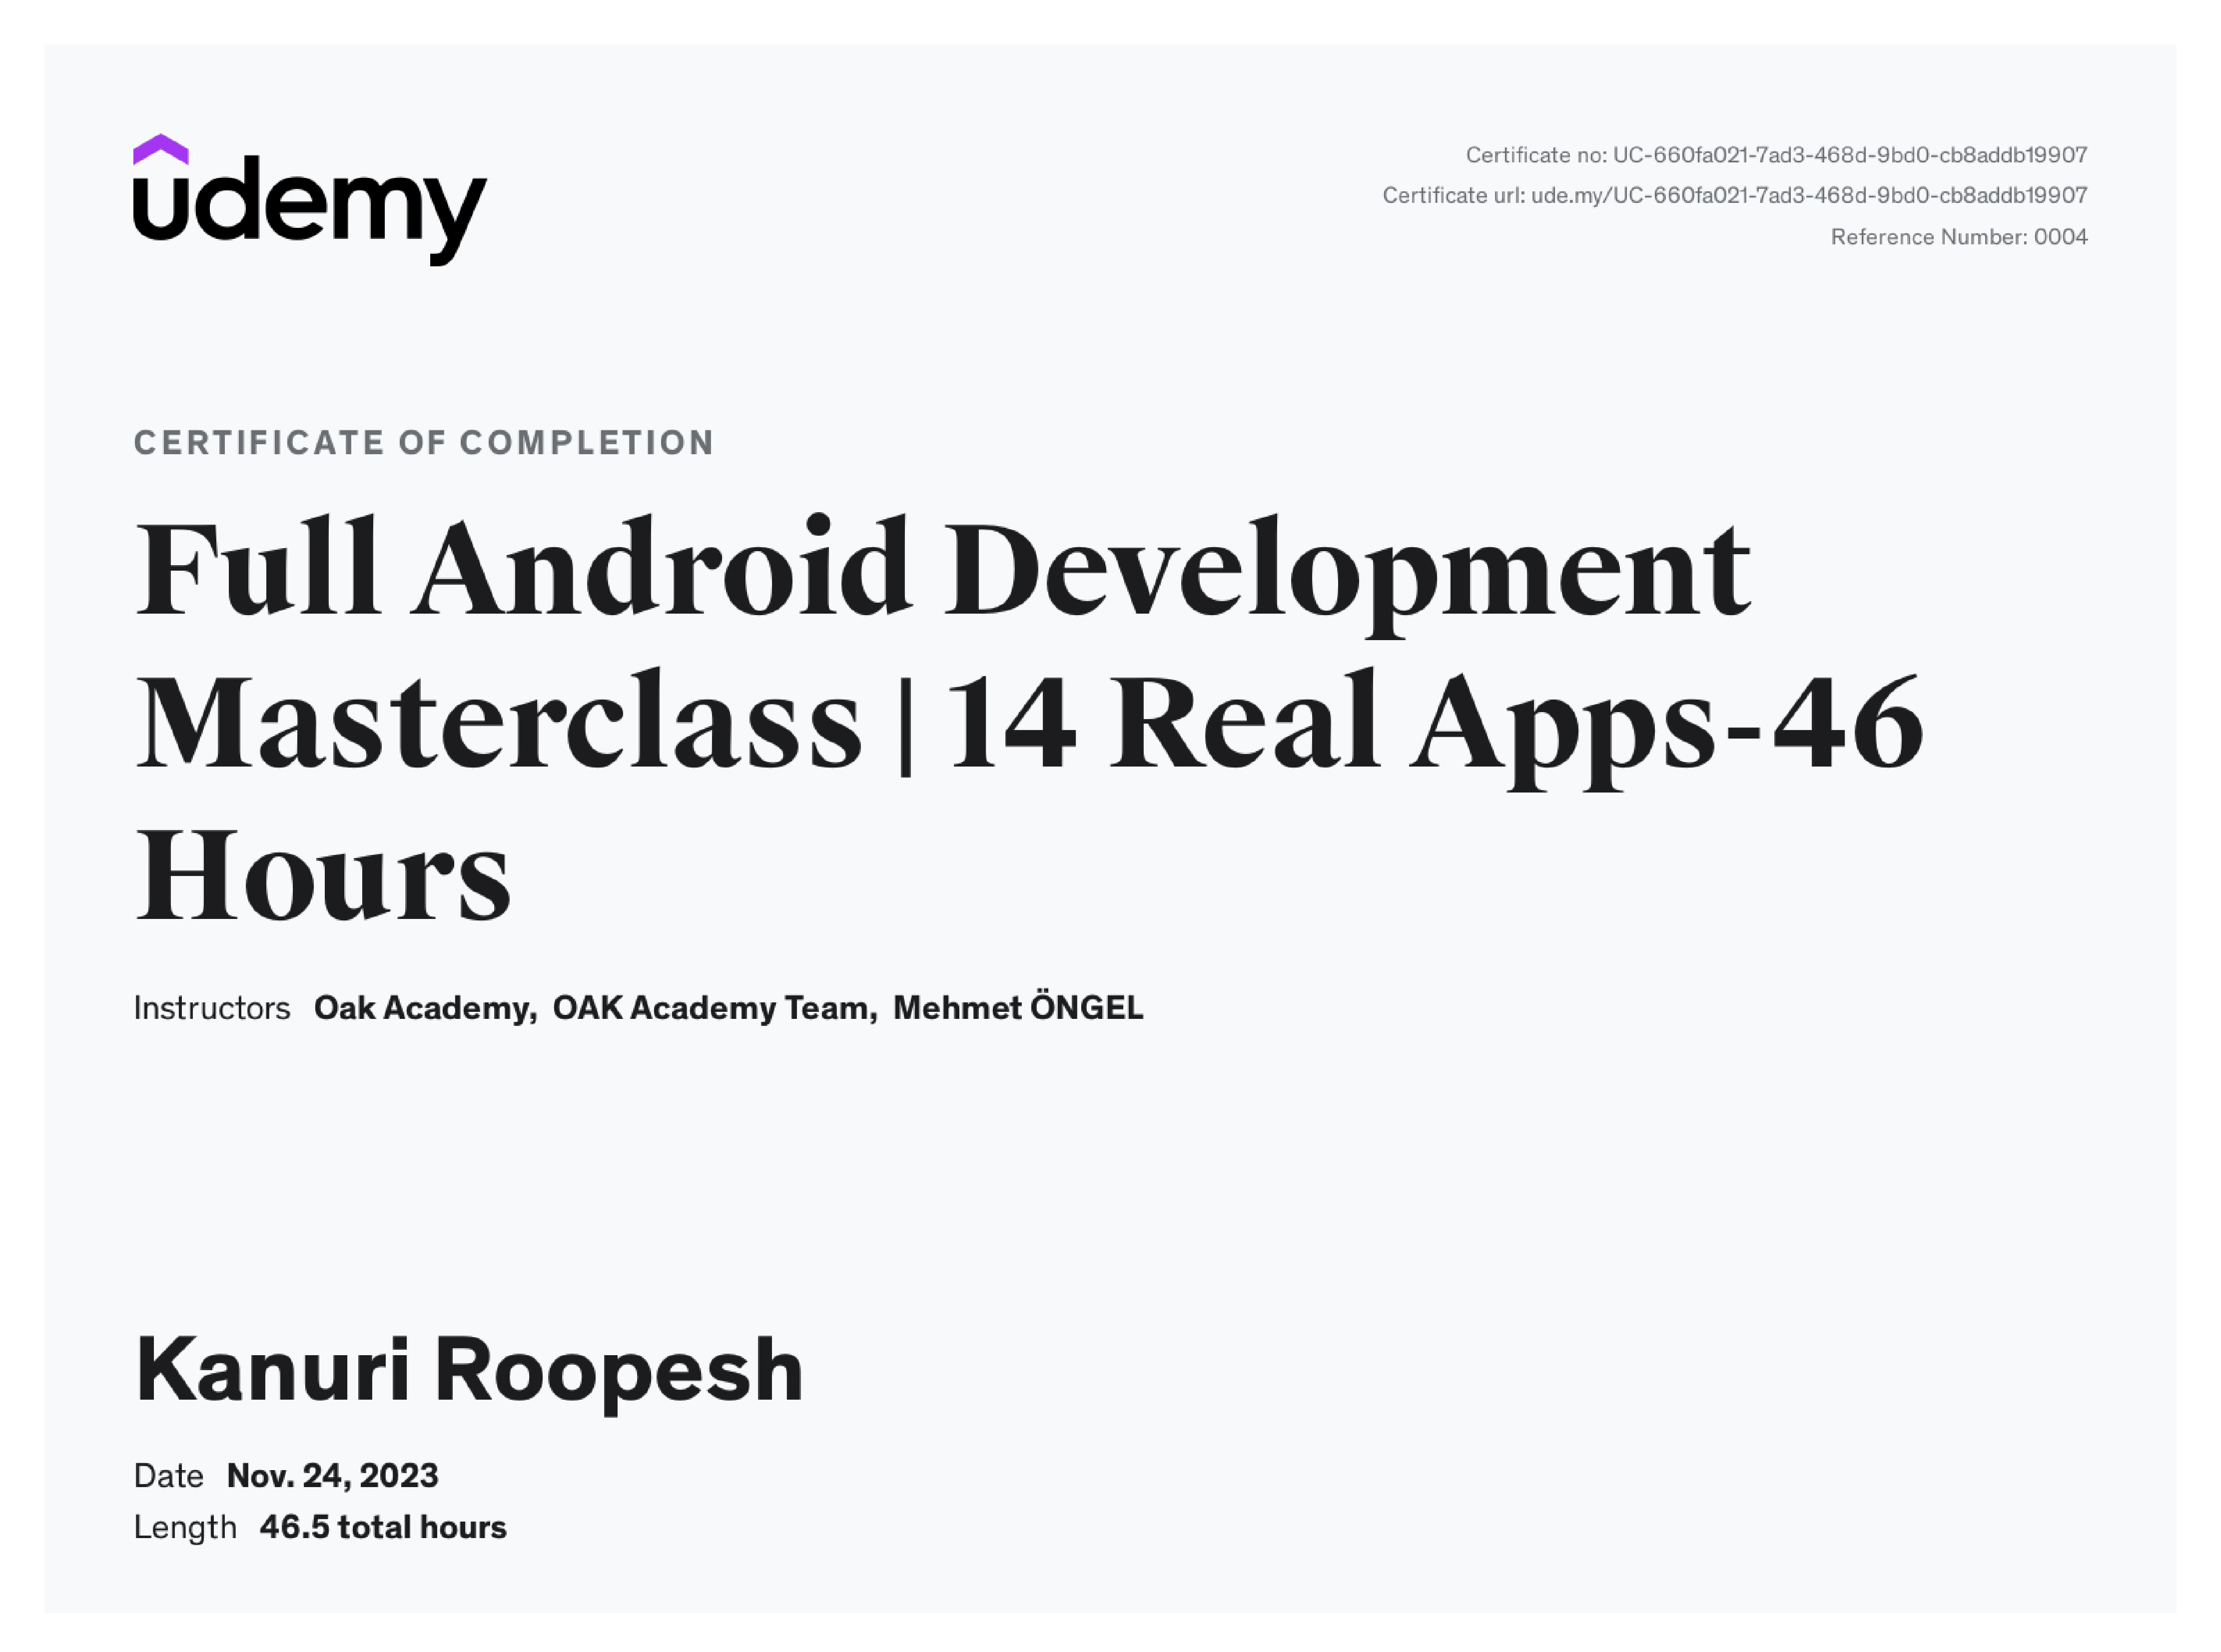 udemy
Certificate no: UC-660fa021-7ad3-468d-9bd0-cb8addb19907
Certificate url: ude.my/UC-660fa021-7ad3-468d-9bd0-cb8addb19907
Reference Number: 0004
CERTIFICATE OF COMPLETION
Full Android Development
Masterclass | 14 Real Apps-46
Hours
Instructors Oak Academy, OAK Academy Team, Mehmet ÖNGEL
Kanuri Roopesh
Date Nov. 24, 2023
Length 46.5 total hours